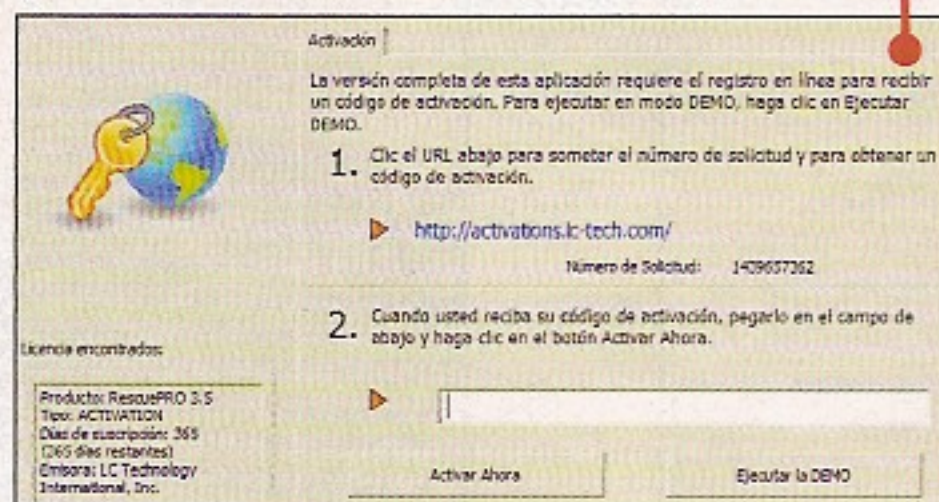 Activación
La versión completa de esta aplicación requiere el registro en línea para recibir
un código de activación. Para ejecutar en modo DEMO, haga clic en Ejecutar
DEMO.
1. Clic el URL abajo para someter el número de solicitud y para obtener un
código de activación.
http://activations.lc-tech.com/
Número de Solicitud: 1439657362
2. Cuando usted reciba su código de activación, pegarlo en el campo de
abajo y haga clic en el botón Activar Ahora.
Licencia encontrados:
Producto: RescuePRO 3.5
Tipo: ACTIVATION
Días de suscripción: 365
(365 días restantes)
Emisora: LC Technology
International, Inc.
Activar Ahora
Ejecutar la DEMO